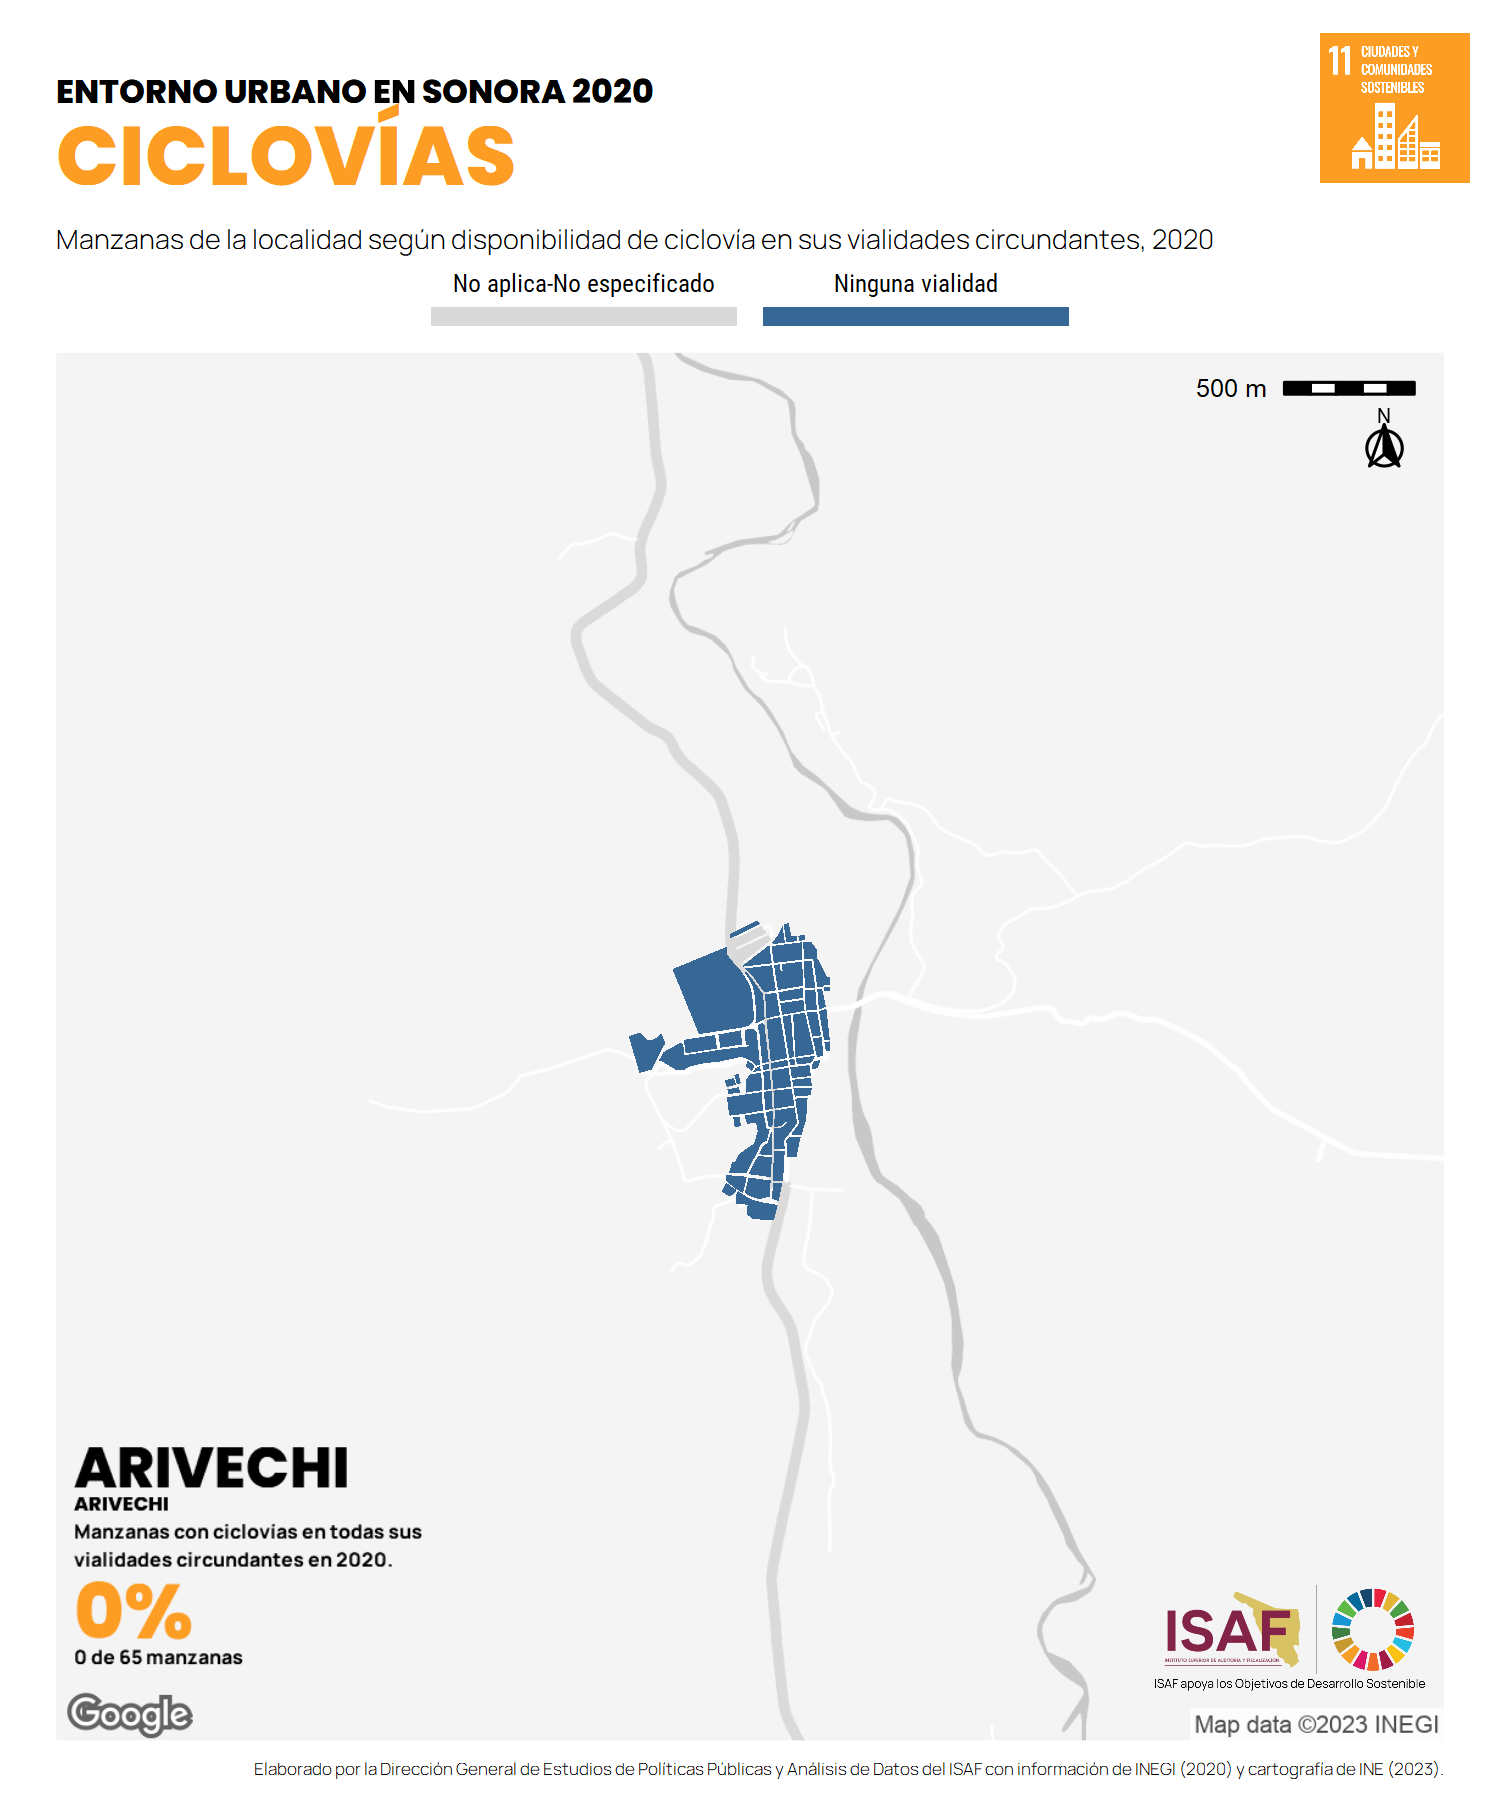 11 CIUDADES Y
COMUNIDADES
SOSTENIBLES
ENTORNO URBANO EN SONORA 2020
CICLOVÍAS
Manzanas de la localidad según disponibilidad de ciclovía en sus vialidades circundantes, 2020
No aplica-No especificado Ninguna vialidad
500 m
N
ARIVECHI
ARIVECHI
Manzanas con ciclovias en todas sus
vialidades circundantes en 2020.
0%
0 de 65 manzanas
Google
ISAF
INSTITUTO SUPERIOR DE AUDITORÍA Y FISCALIZACIÓN
ISAF apoya los Objetivos de Desarrollo Sostenible
Map data ©2023 INEGI
Elaborado por la Dirección General de Estudios de Políticas Públicas y Análisis de Datos del ISAF con información de INEGI (2020) y cartografía de INE (2023).